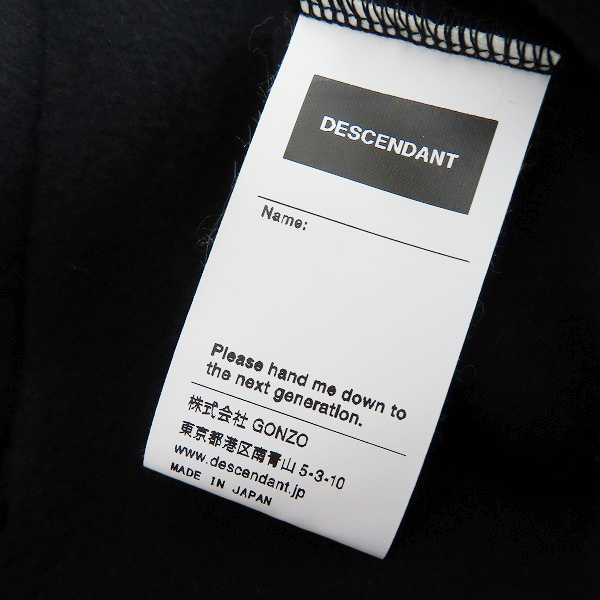 DESCENDANT
Name:
Please hand me down to
the next generation.
株式会社 GONZO
東京都港区南青山 5-3-10
www.descendant.jp
MADE IN JAPAN